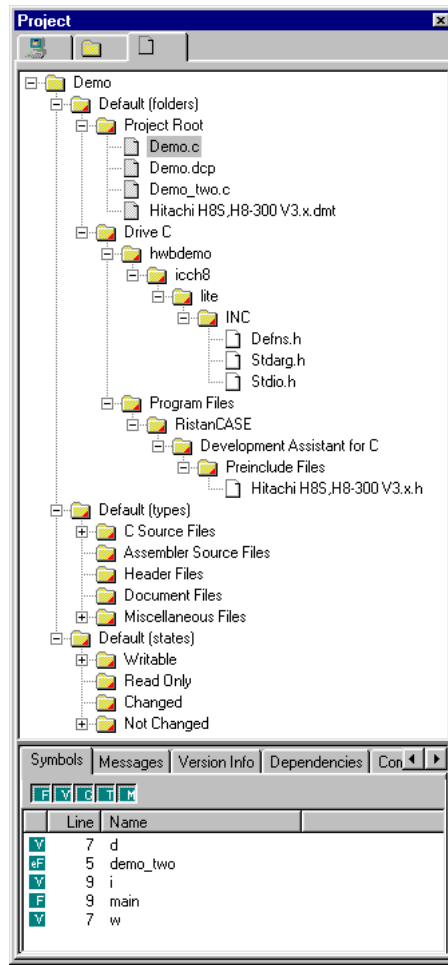 Project
Demo
Default (folders)
Project Root
Demo.c
Demo.dcp
Demo_two.c
Hitachi H8S,H8-300 V3.x.dmt
Drive C
hwbdemo
icch8
lite
INC
Defns.h
Stdarg.h
Stdio.h
Program Files
RistanCASE
Development Assistant for C
Preinclude Files
Hitachi H8S,H8-300 V3.x.h
Default (types)
C Source Files
Assembler Source Files
Header Files
Document Files
Miscellaneous Files
Default (states)
Writable
Read Only
Changed
Not Changed
Symbols Messages Version Info Dependencies Con
F V C T M
Line Name
V 7 d
eF 5 demo_two
V 9 i
F 9 main
V 7 w